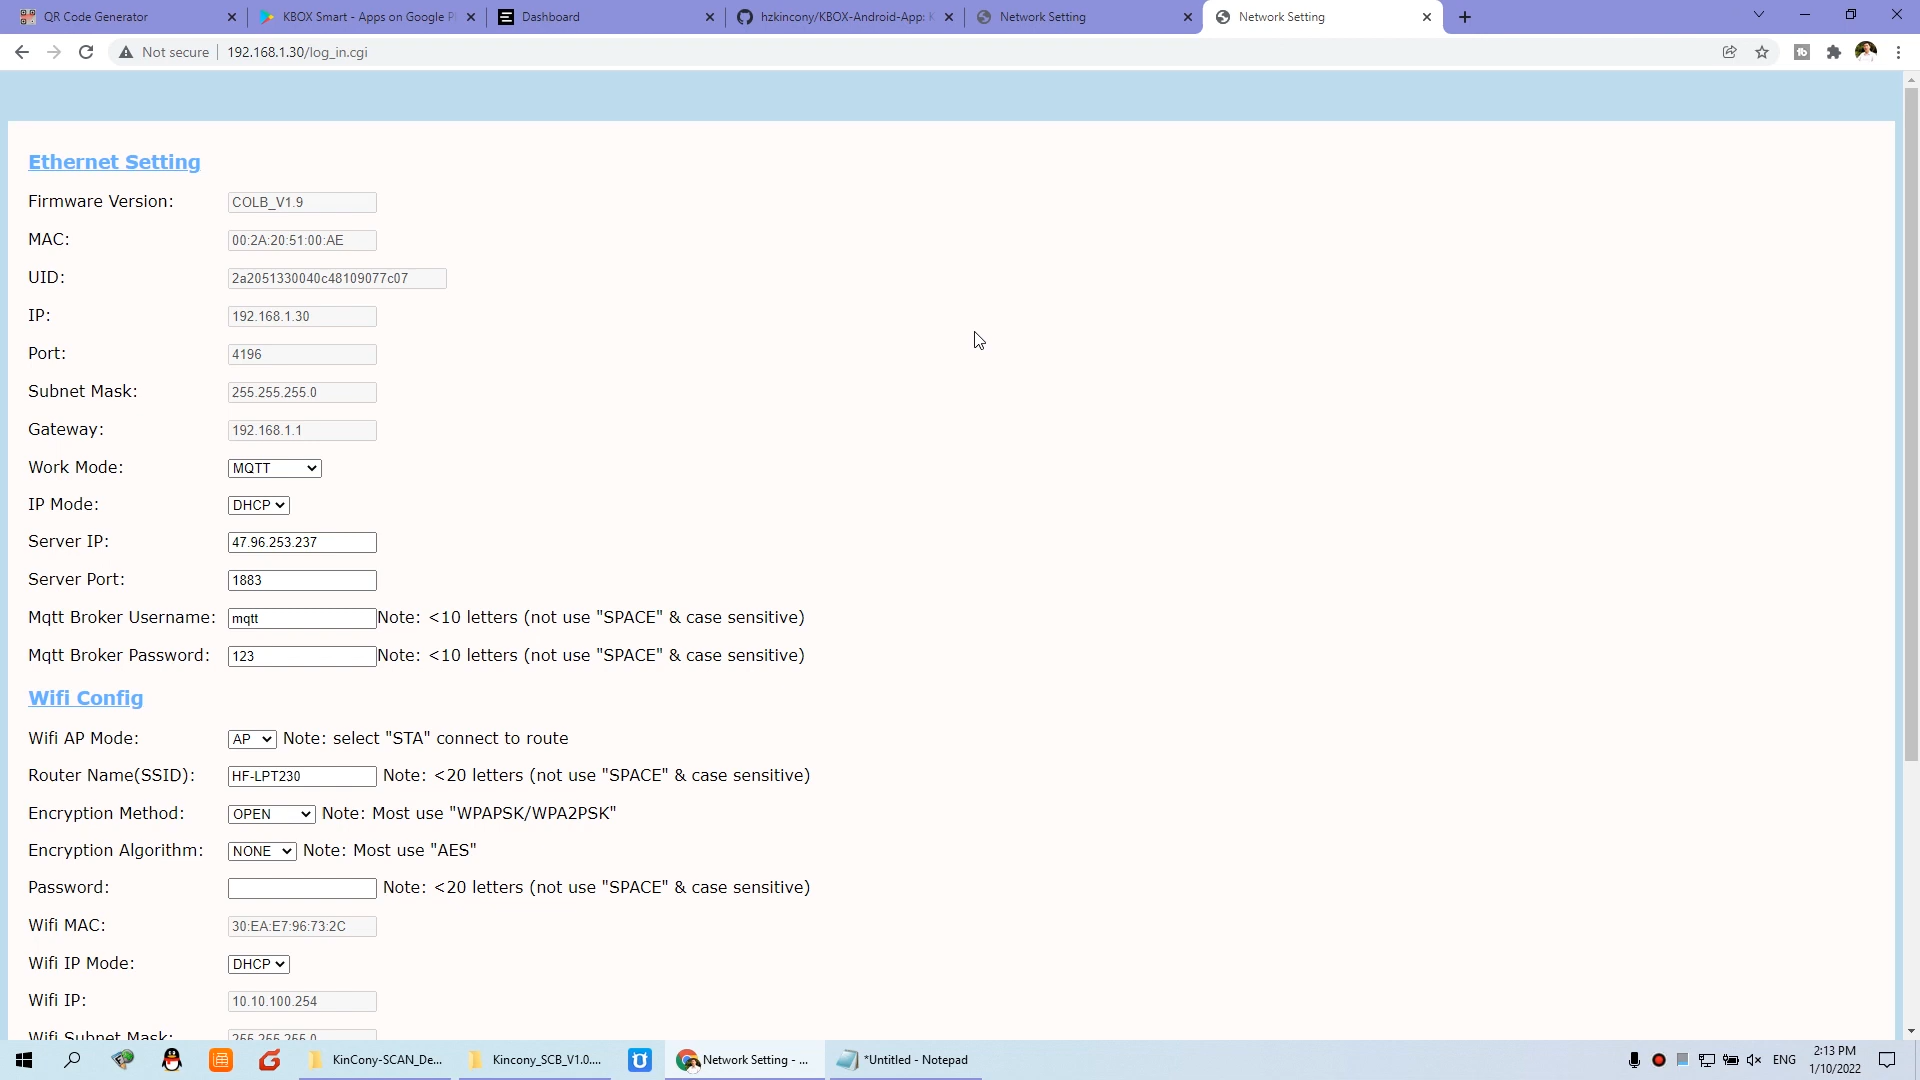 QR Code Generator
KBOX Smart - Apps on Google Pl
Dashboard
hzkincony/KBOX-Android-App: K
Network Setting
Network Setting
Not secure
192.168.1.30/log_in.cgi
Ethernet Setting
Firmware Version: COLB_V1.9
MAC: 00:2A:20:51:00:AE
UID: 2a2051330040c48109077c07
IP: 192.168.1.30
Port: 4196
Subnet Mask: 255.255.255.0
Gateway: 192.168.1.1
Work Mode: MQTT
IP Mode: DHCP
Server IP: 47.96.253.237
Server Port: 1883
Mqtt Broker Username: mqtt Note: <10 letters (not use "SPACE" & case sensitive)
Mqtt Broker Password: 123 Note: <10 letters (not use "SPACE" & case sensitive)
Wifi Config
Wifi AP Mode: AP Note: select "STA" connect to route
Router Name(SSID): HF-LPT230 Note: <20 letters (not use "SPACE" & case sensitive)
Encryption Method: OPEN Note: Most use "WPAPSK/WPA2PSK"
Encryption Algorithm: NONE Note: Most use "AES"
Password: Note: <20 letters (not use "SPACE" & case sensitive)
Wifi MAC: 30:EA:E7:96:73:2C
Wifi IP Mode: DHCP
Wifi IP: 10.10.100.254
Wifi Subnet Mask: 255.255.255.0
KinCony-SCAN_De...
Kincony_SCB_V1.0....
Network Setting - ...
*Untitled - Notepad
ENG
2:13 PM
1/10/2022